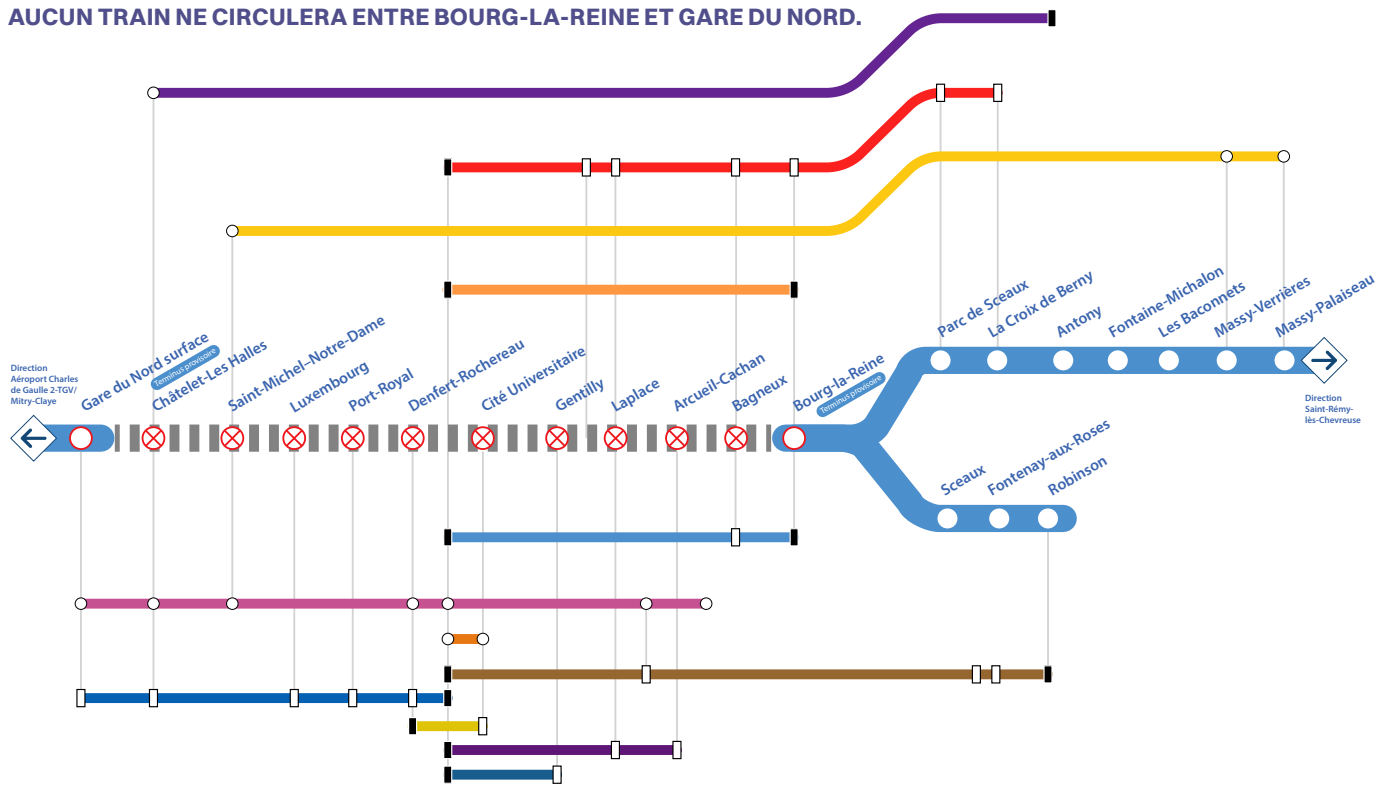 AUCUN TRAIN NE CIRCULERA ENTRE BOURG-LA-REINE ET GARE DU NORD.
Direction
Aéroport Charles
de Gaulle 2-TGV/
Mitry-Claye
Gare du Nord surface
Terminus provisoire
Châtelet-Les Halles
Saint-Michel-Notre-Dame
Luxembourg
Port-Royal
Denfert-Rochereau
Cité Universitaire
Gentilly
Laplace
Arcueil-Cachan
Bagneux
Bourg-la-Reine
Terminus provisoire
Parc de Sceaux
La Croix de Berny
Antony
Fontaine-Michalon
Les Baconnets
Massy-Verrières
Massy-Palaiseau
Direction
Saint-Rémy-
lès-Chevreuse
Sceaux
Fontenay-aux-Roses
Robinson